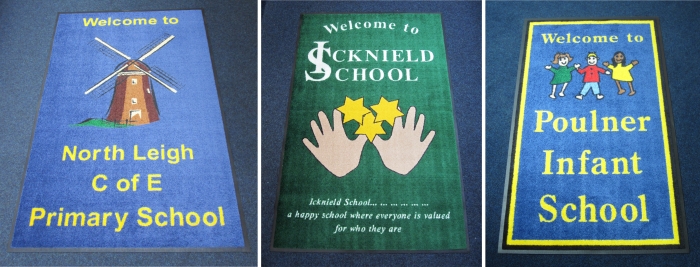 Welcome to
North Leigh
C of E
Primary School
Welcome to
ICKNIELD
SCHOOL
Icknield School... ... ... ... ... ...
a happy school where everyone is valued
for who they are
Welcome to
Poulner
Infant
School